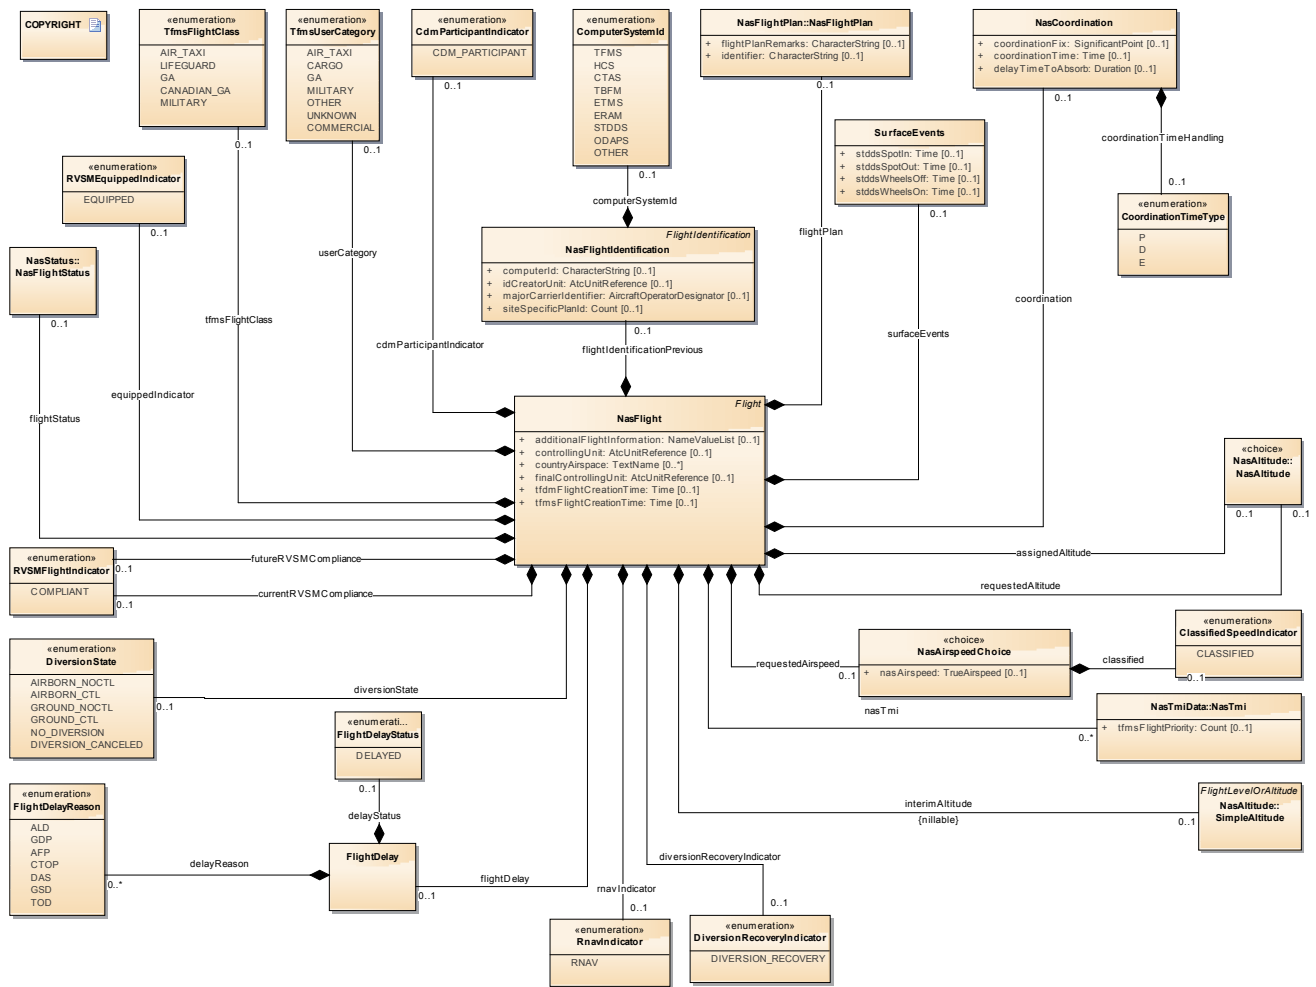 COPYRIGHT
«enumeration»
TfmsFlightClass
AIR_TAXI
LIFEGUARD
GA
CANADIAN_GA
MILITARY
0..1
«enumeration»
TfmsUserCategory
AIR_TAXI
CARGO
GA
MILITARY
OTHER
UNKNOWN
COMMERCIAL
0..1
«enumeration»
CdmParticipantIndicator
CDM_PARTICIPANT
0..1
«enumeration»
ComputerSystemId
TFMS
HCS
CTAS
TBFM
ETMS
ERAM
STDDS
ODAPS
OTHER
0..1
computerSystemId
NasFlightPlan::NasFlightPlan
+ flightPlanRemarks: CharacterString [0..1]
+ identifier: CharacterString [0..1]
0..1
flightPlan
NasCoordination
+ coordinationFix: SignificantPoint [0..1]
+ coordinationTime: Time [0..1]
+ delayTimeToAbsorb: Duration [0..1]
0..1
coordinationTimeHandling
0..1
«enumeration»
CoordinationTimeType
P
D
E
coordination
SurfaceEvents
+ stddsSpotIn: Time [0..1]
+ stddsSpotOut: Time [0..1]
+ stddsWheelsOff: Time [0..1]
+ stddsWheelsOn: Time [0..1]
0..1
surfaceEvents
«enumeration»
RVSMEquippedIndicator
EQUIPPED
0..1
NasStatus::
NasFlightStatus
0..1
FlightIdentification
NasFlightIdentification
+ computerId: CharacterString [0..1]
+ idCreatorUnit: AtcUnitReference [0..1]
+ majorCarrierIdentifier: AircraftOperatorDesignator [0..1]
+ siteSpecificPlanId: Count [0..1]
0..1
flightIdentificationPrevious
userCategory
tfmsFlightClass
cdmParticipantIndicator
equippedIndicator
flightStatus
Flight
NasFlight
+ additionalFlightInformation: NameValueList [0..1]
+ controllingUnit: AtcUnitReference [0..1]
+ countryAirspace: TextName [0..*]
+ finalControllingUnit: AtcUnitReference [0..1]
+ tfdmFlightCreationTime: Time [0..1]
+ tfmsFlightCreationTime: Time [0..1]
«choice»
NasAltitude::
NasAltitude
0..1
0..1
assignedAltitude
requestedAltitude
«enumeration»
RVSMFlightIndicator
COMPLIANT
0..1
0..1
futureRVSMCompliance
currentRVSMCompliance
«enumeration»
DiversionState
AIRBORN_NOCTL
AIRBORN_CTL
GROUND_NOCTL
GROUND_CTL
NO_DIVERSION
DIVERSION_CANCELED
0..1
diversionState
«choice»
NasAirspeedChoice
+ nasAirspeed: TrueAirspeed [0..1]
requestedAirspeed
0..1
classified
«enumeration»
ClassifiedSpeedIndicator
CLASSIFIED
0..1
nasTmi
0..*
NasTmiData::NasTmi
+ tfmsFlightPriority: Count [0..1]
«enumerati...
FlightDelayStatus
DELAYED
0..1
delayStatus
«enumeration»
FlightDelayReason
ALD
GDP
AFP
CTOP
DAS
GSD
TOD
0..*
delayReason
FlightDelay
0..1
flightDelay
interimAltitude
{nillable}
0..1
FlightLevelOrAltitude
NasAltitude::
SimpleAltitude
rnavIndicator
0..1
«enumeration»
RnavIndicator
RNAV
diversionRecoveryIndicator
0..1
«enumeration»
DiversionRecoveryIndicator
DIVERSION_RECOVERY